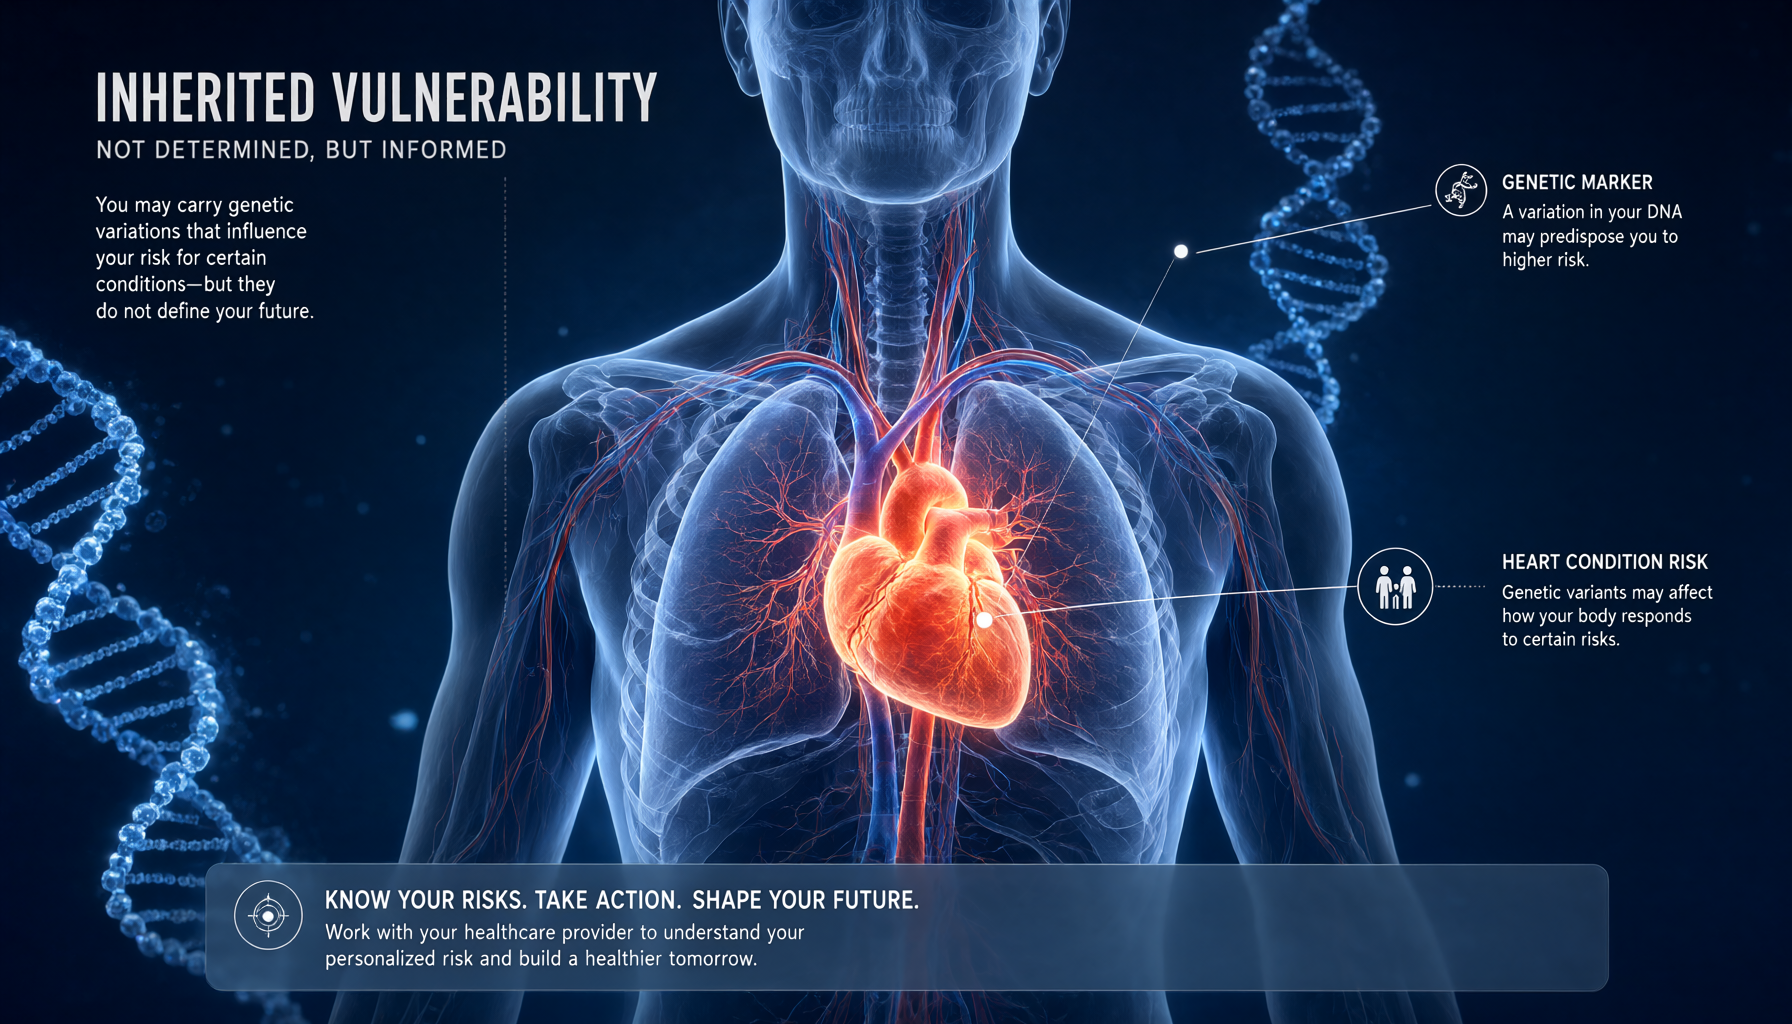 INHERITED VULNERABILITY
NOT DETERMINED, BUT INFORMED
You may carry genetic
variations that influence
your risk for certain
conditions—but they
do not define your future.
GENETIC MARKER
A variation in your DNA
may predispose you to
higher risk.
HEART CONDITION RISK
Genetic variants may affect
how your body responds
to certain risks.
KNOW YOUR RISKS. TAKE ACTION. SHAPE YOUR FUTURE.
Work with your healthcare provider to understand your
personalized risk and build a healthier tomorrow.